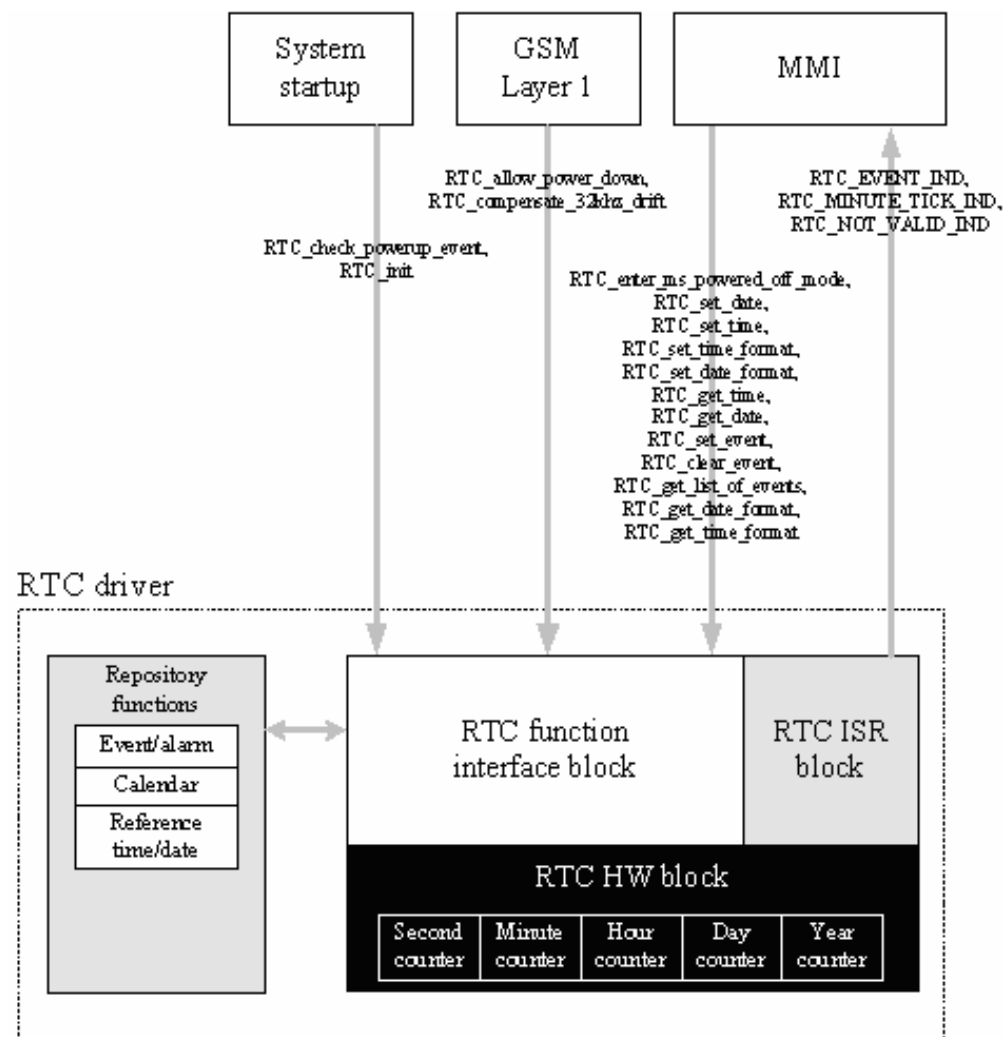 System
startup
GSM
Layer 1
MMI
RTC_allow_power_down,
RTC_compensate_32khz_drift
RTC_EVENT_IND,
RTC_MINUTE_TICK_IND,
RTC_NOT_VALID_IND
RTC_check_powerup_event,
RTC_init
RTC_enter_ms_powered_off_mode,
RTC_set_date,
RTC_set_time,
RTC_set_time_format,
RTC_set_date_format,
RTC_get_time,
RTC_get_date,
RTC_set_event,
RTC_clear_event,
RTC_get_list_of_events,
RTC_get_date_format,
RTC_get_time_format
RTC driver
Repository
functions
Event/alarm
Calendar
Reference
time/date
RTC function
interface block
RTC ISR
block
RTC HW block
Second
counter
Minute
counter
Hour
counter
Day
counter
Year
counter